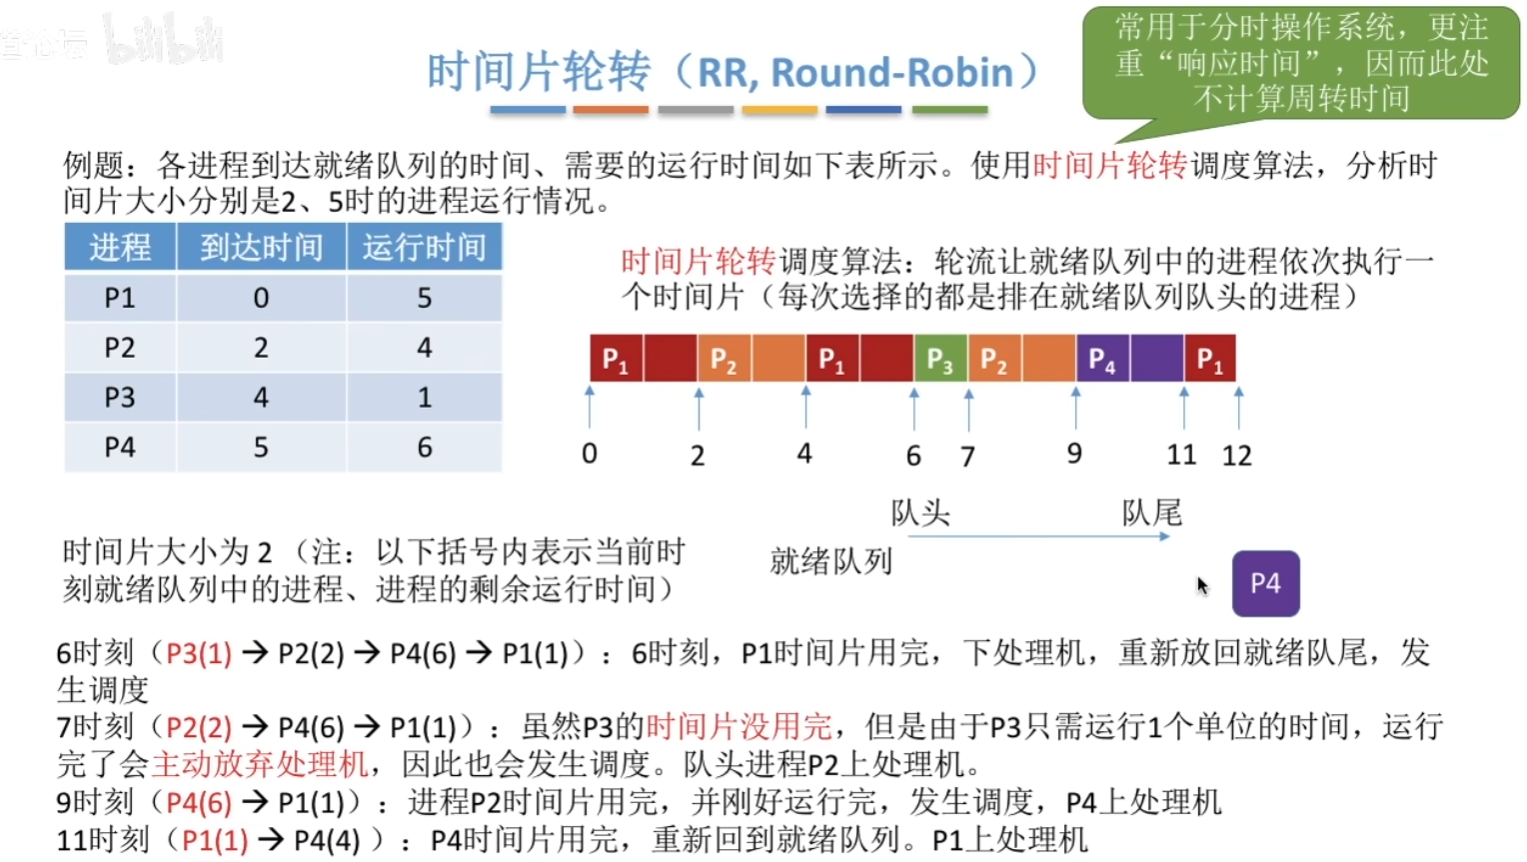 bilibili
常用于分时操作系统，更注
重“响应时间”，因而此处
不计算周转时间
时间片轮转（RR, Round-Robin）
例题：各进程到达就绪队列的时间、需要的运行时间如下表所示。使用时间片轮转调度算法，分析时
间片大小分别是2、5时的进程运行情况。
进程 到达时间 运行时间
P1 0 5
P2 2 4
P3 4 1
P4 5 6
时间片轮转调度算法：轮流让就绪队列中的进程依次执行一
个时间片（每次选择的都是排在就绪队列队头的进程）
P1 P2 P1 P3 P2 P4 P1
0 2 4 6 7 9 11 12
队头 队尾
就绪队列
P4
时间片大小为 2 （注：以下括号内表示当前时
刻就绪队列中的进程、进程的剩余运行时间）
6时刻（P3(1) → P2(2) → P4(6) → P1(1)）：6时刻，P1时间片用完，下处理机，重新放回就绪队尾，发
生调度
7时刻（P2(2) → P4(6) → P1(1)）：虽然P3的时间片没用完，但是由于P3只需运行1个单位的时间，运行
完了会主动放弃处理机，因此也会发生调度。队头进程P2上处理机。
9时刻（P4(6) → P1(1)）：进程P2时间片用完，并刚好运行完，发生调度，P4上处理机
11时刻（P1(1) → P4(4) ）：P4时间片用完，重新回到就绪队列。P1上处理机